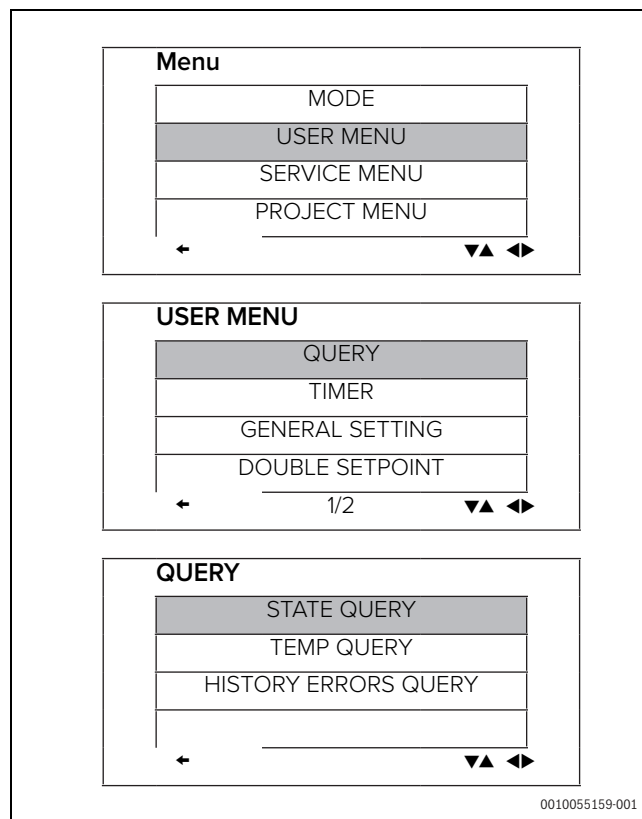 Menu
MODE
USER MENU
SERVICE MENU
PROJECT MENU
🠬 ▼▲ ◀▶
USER MENU
QUERY
TIMER
GENERAL SETTING
DOUBLE SETPOINT
🠬 1/2 ▼▲ ◀▶
QUERY
STATE QUERY
TEMP QUERY
HISTORY ERRORS QUERY
🠬 ▼▲ ◀▶
0010055159-001